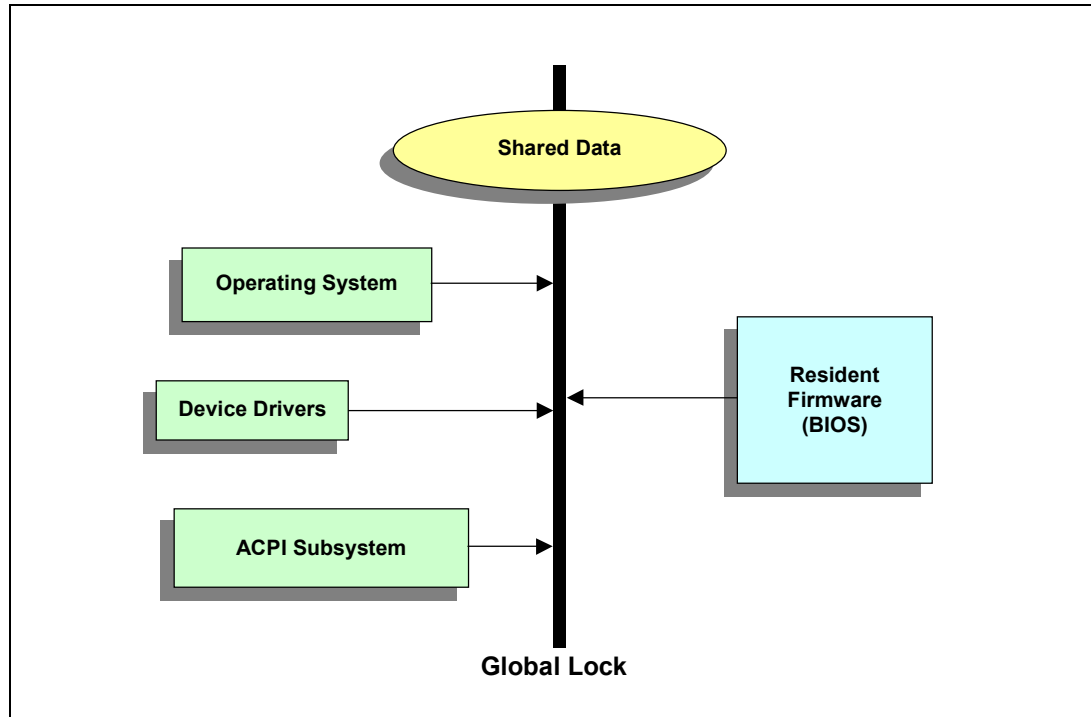 Shared Data
Operating System
Device Drivers
Resident
Firmware
(BIOS)
ACPI Subsystem
Global Lock